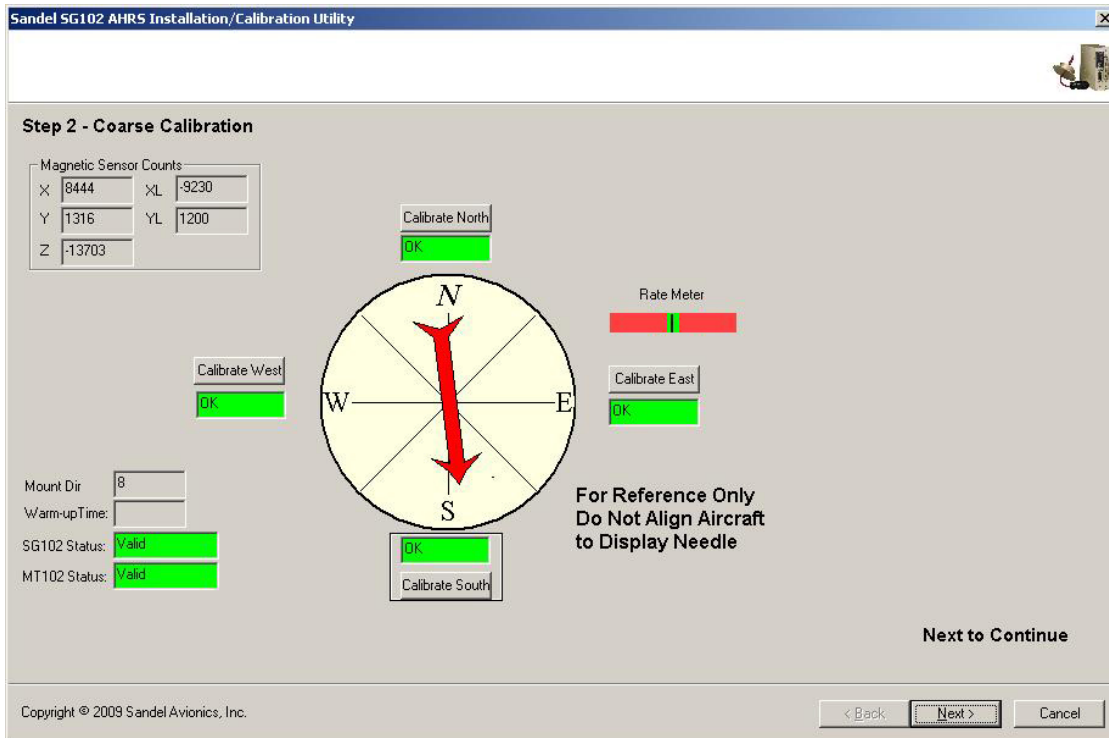 Sandel SG102 AHRS Installation/Calibration Utility
Step 2 - Coarse Calibration
Magnetic Sensor Counts
X 8444 XL -9230
Y 1316 YL 1200
Z -13703
Calibrate North
OK
Rate Meter
Calibrate West
OK
Calibrate East
OK
N
W E
S
Mount Dir 8
Warm-upTime:
SG102 Status: Valid
MT102 Status: Valid
For Reference Only
Do Not Align Aircraft
to Display Needle
OK
Calibrate South
Next to Continue
Copyright © 2009 Sandel Avionics, Inc.
< Back Next > Cancel